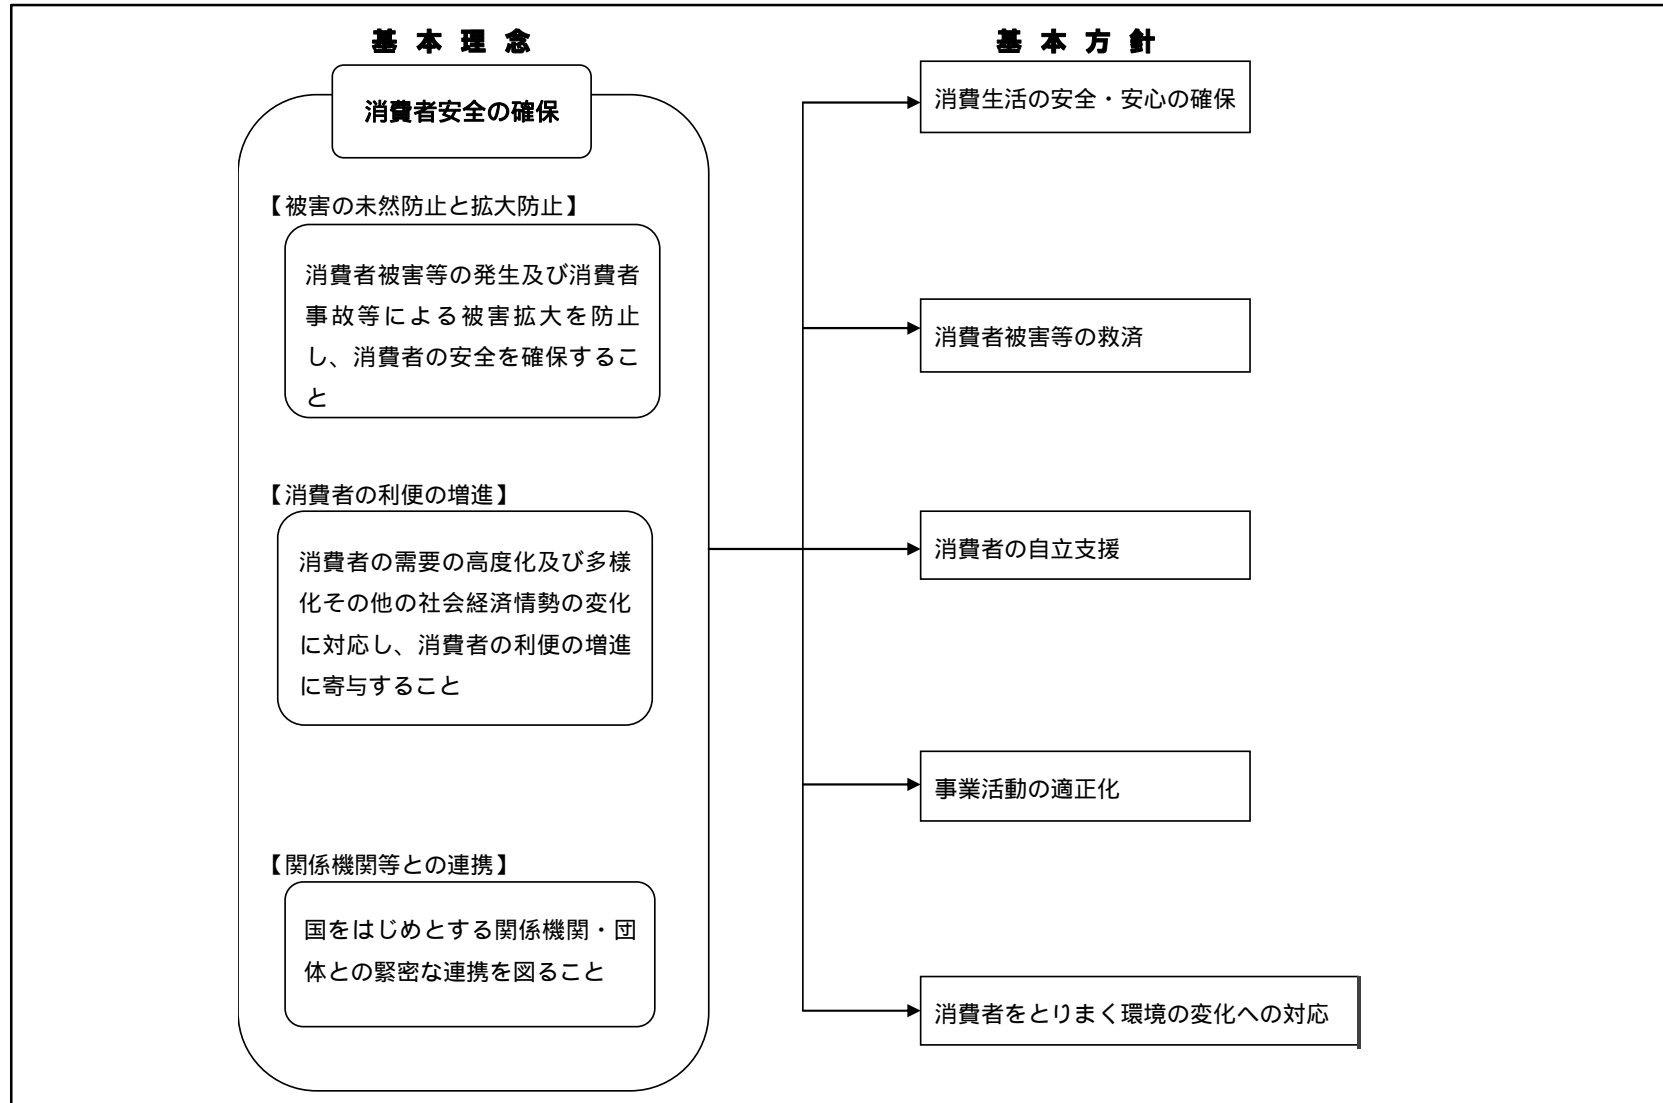 基本理念
消費者安全の確保
【被害の未然防止と拡大防止】
消費者被害等の発生及び消費者
事故等による被害拡大を防止
し、消費者の安全を確保するこ
と
【消費者の利便の増進】
消費者の需要の高度化及び多様
化その他の社会経済情勢の変化
に対応し、消費者の利便の増進
に寄与すること
【関係機関等との連携】
国をはじめとする関係機関・団
体との緊密な連携を図ること
基本方針
消費生活の安全・安心の確保
消費者被害等の救済
消費者の自立支援
事業活動の適正化
消費者をとりまく環境の変化への対応